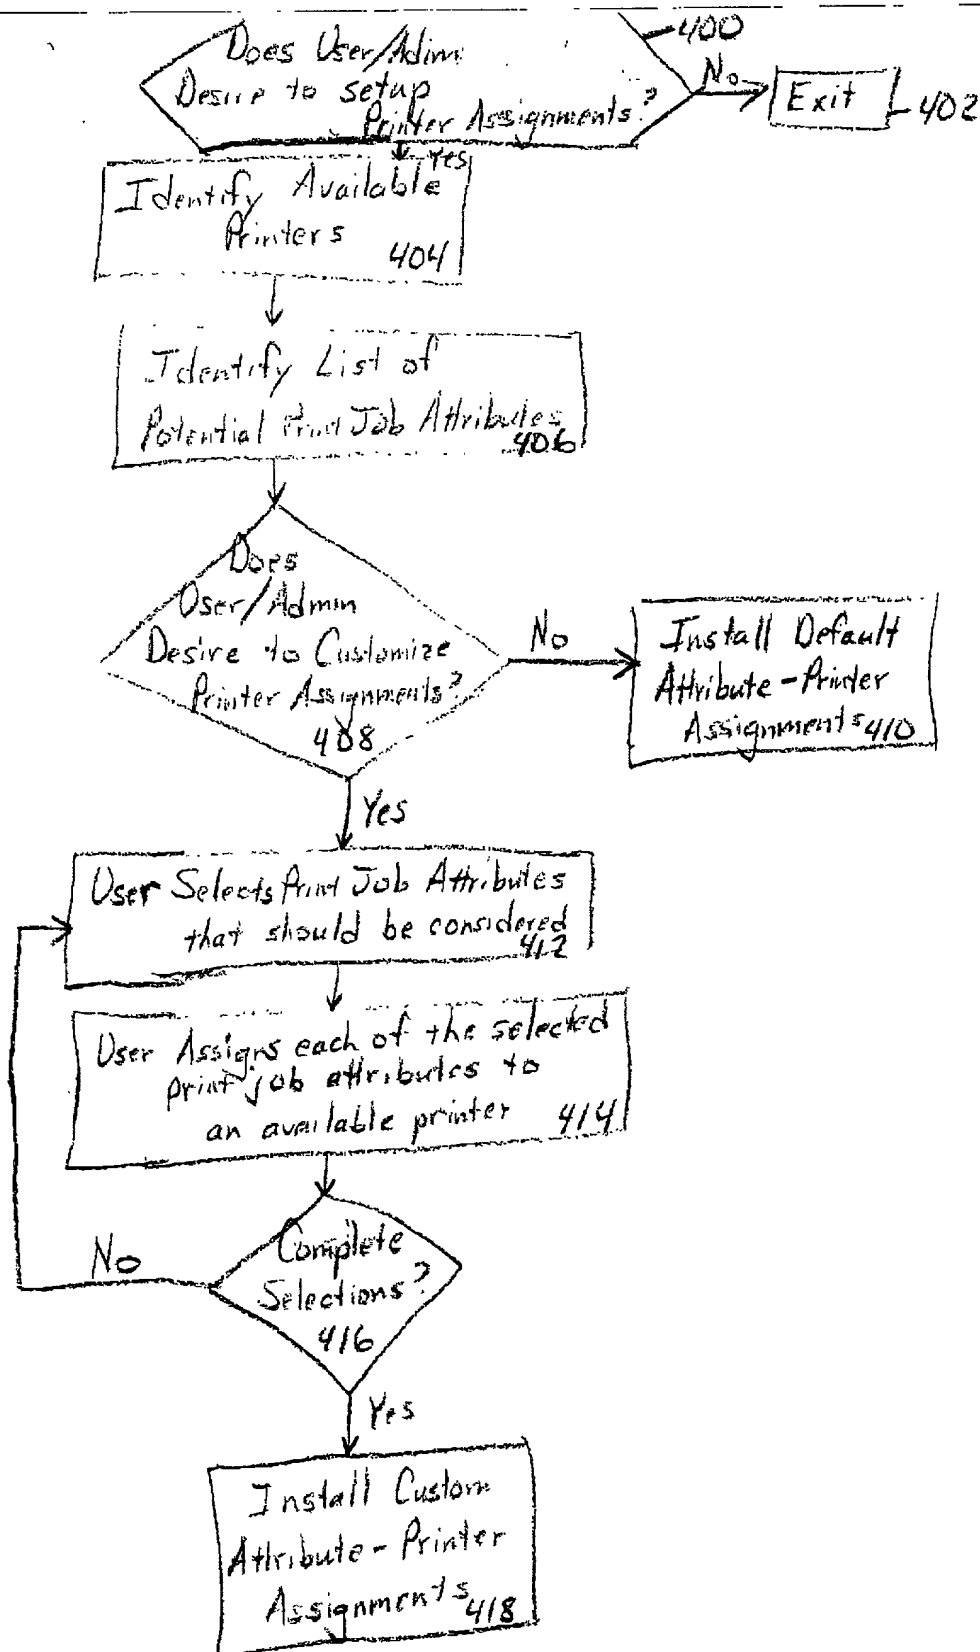 Does User/Admin
Desire to setup
Printer Assignments?
400
No
Exit
402
Yes
Identify Available
Printers
404
Identify List of
Potential Print Job Attributes
406
Does
User/Admin
Desire to Customize
Printer Assignments?
408
No
Install Default
Attribute-Printer
Assignments 410
Yes
User Selects Print Job Attributes
that should be considered
412
User Assigns each of the selected
print job attributes to
an available printer 414
Complete
Selections?
416
No
Yes
Install Custom
Attribute-Printer
Assignments 418